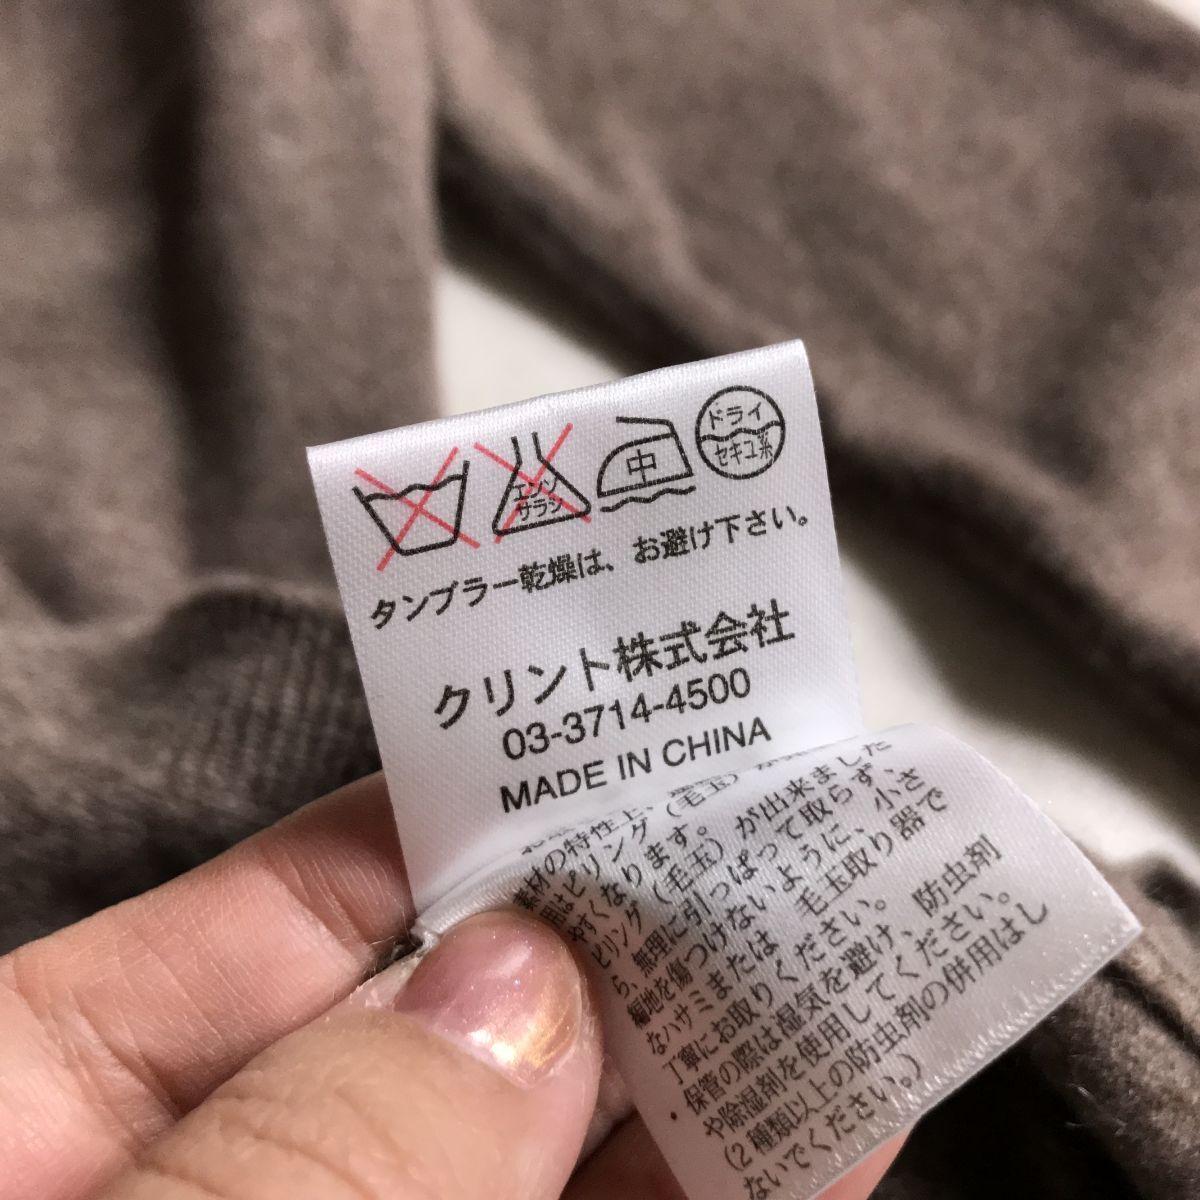 エンソ
サラシ
中
ドライ
セキユ系
タンブラー乾燥は、お避け下さい。
クリント株式会社
03-3714-4500
MADE IN CHINA
素材の特性上、
用はピリング(毛玉)
やすくなります。
ピリング(毛玉)が出来ました
ら、無理に引っぱって取らず、
編地を傷つけないように、小さ
なハサミまたは毛玉取り器で
丁寧にお取りください。
・保管の際は湿気を避け、防虫剤
や除湿剤を使用してください。
(2種類以上の防虫剤の併用はし
ないでください。)